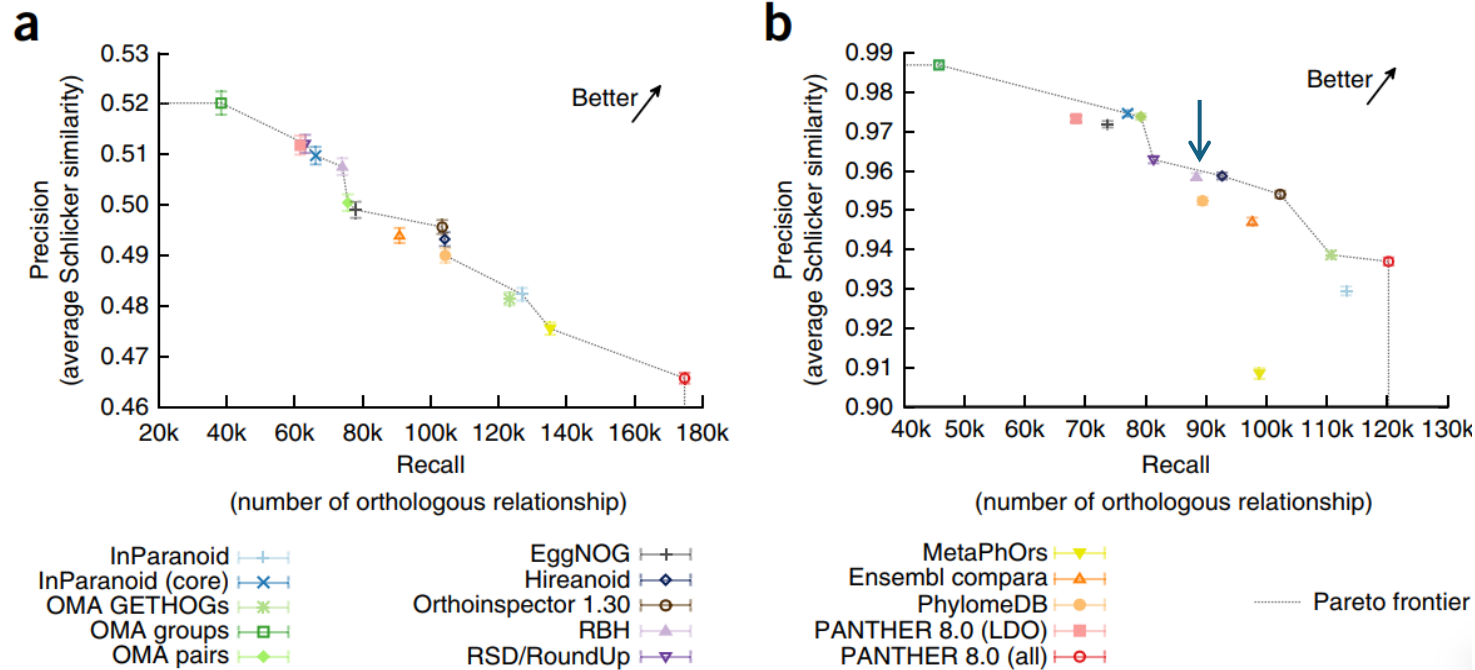 a
0.53
0.52
0.51
0.50
0.49
0.48
0.47
0.46
Precision
(average Schlicker similarity)
Better
20k 40k 60k 80k 100k 120k 140k 160k 180k
Recall
(number of orthologous relationship)
b
0.99
0.98
0.97
0.96
0.95
0.94
0.93
0.92
0.91
0.90
Precision
(average Schlicker similarity)
Better
40k 50k 60k 70k 80k 90k 100k 110k 120k 130k
Recall
(number of orthologous relationship)
InParanoid
InParanoid (core)
OMA GETHOGs
OMA groups
OMA pairs
EggNOG
Hireanoid
Orthoinspector 1.30
RBH
RSD/RoundUp
MetaPhOrs
Ensembl compara
PhylomeDB
PANTHER 8.0 (LDO)
PANTHER 8.0 (all)
Pareto frontier